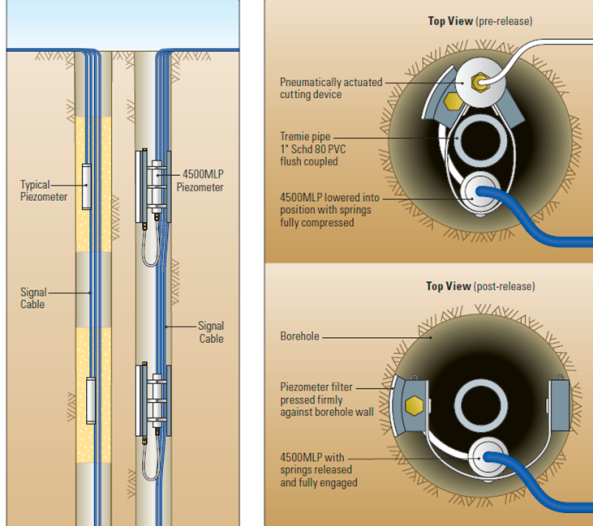 Typical
Piezometer
Signal
Cable
4500MLP
Piezometer
Signal
Cable
Top View (pre-release)
Pneumatically actuated
cutting device
Tremie pipe
1" Schd 80 PVC
flush coupled
4500MLP lowered into
position with springs
fully compressed
Top View (post-release)
Borehole
Piezometer filter
pressed firmly
against borehole wall
4500MLP with
springs released
and fully engaged